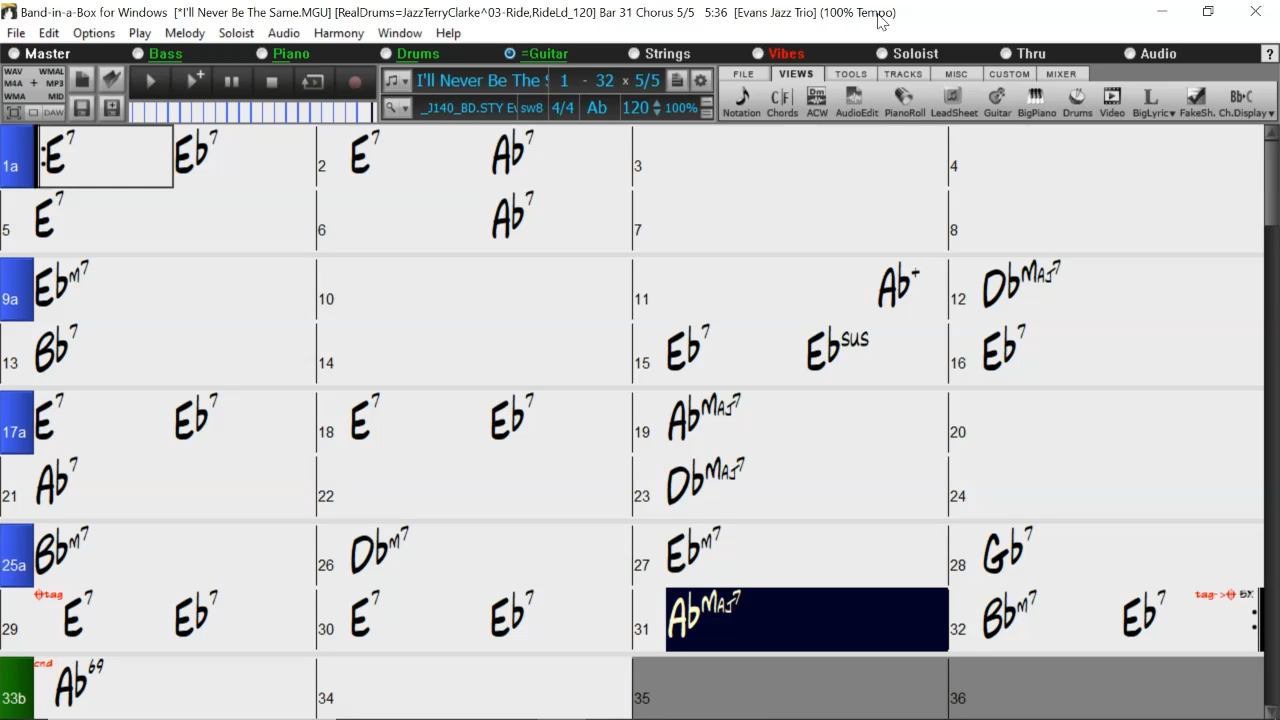 Band-in-a-Box for Windows [*I'll Never Be The Same.MGU] [RealDrums=JazzTerryClarke^03-Ride,RideLd_120] Bar 31 Chorus 5/5 5:36 [Evans Jazz Trio] (100% Tempo)
File Edit Options Play Melody Soloist Audio Harmony Window Help
Master Bass Piano Drums =Guitar Strings Vibes Soloist Thru Audio ?
WAV WMAL
M4A + MP3
WMA MID
DAW
I'll Never Be The 1 - 32 x 5/5
_J140_BD.STY Ev sw8 4/4 Ab 120 100%
FILE VIEWS TOOLS TRACKS MISC CUSTOM MIXER
C|F| Dm Bb·C
Notation Chords ACW AudioEdit PianoRoll LeadSheet Guitar BigPiano Drums Video BigLyric FakeSh. Ch.Display
1a E7 Eb7 2 E7 Ab7 3 4
5 E7 6 Ab7 7 8
9a Ebm7 10 11 Ab+ 12 DbMAJ7
13 Bb7 14 15 Eb7 Ebsus 16 Eb7
17a E7 Eb7 18 E7 Eb7 19 AbMAJ7 20
21 Ab7 22 23 DbMAJ7 24
25a Bbm7 26 Dbm7 27 Ebm7 28 Gb7
tag tag-> 5X
29 E7 Eb7 30 E7 Eb7 31 AbMAJ7 32 Bbm7 Eb7
end
33b Ab69 34 35 36